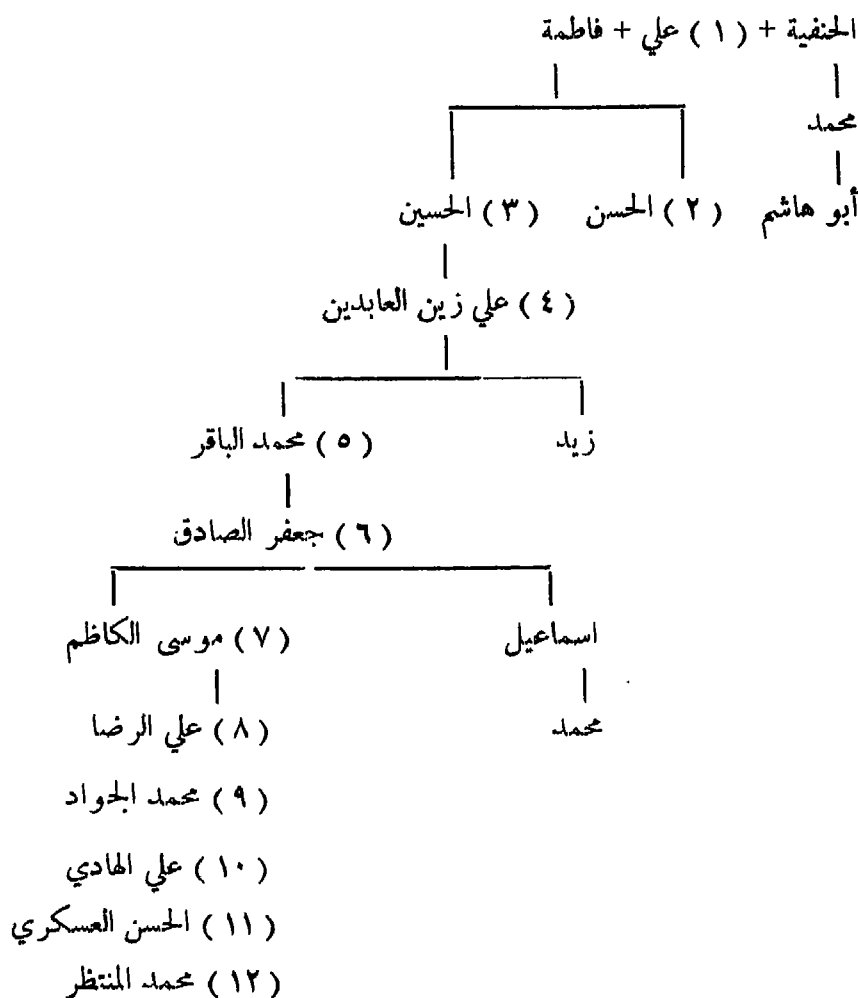 الحنفية + ( ١ ) علي + فاطمة
محمد
أبو هاشم ( ٢ ) الحسن ( ٣ ) الحسين
( ٤ ) علي زين العابدين
زيد ( ٥ ) محمد الباقر
( ٦ ) جعفر الصادق
اسماعيل ( ٧ ) موسى الكاظم
محمد ( ٨ ) علي الرضا
( ٩ ) محمد الجواد
( ١٠ ) علي الهادي
( ١١ ) الحسن العسكري
( ١٢ ) محمد المنتظر